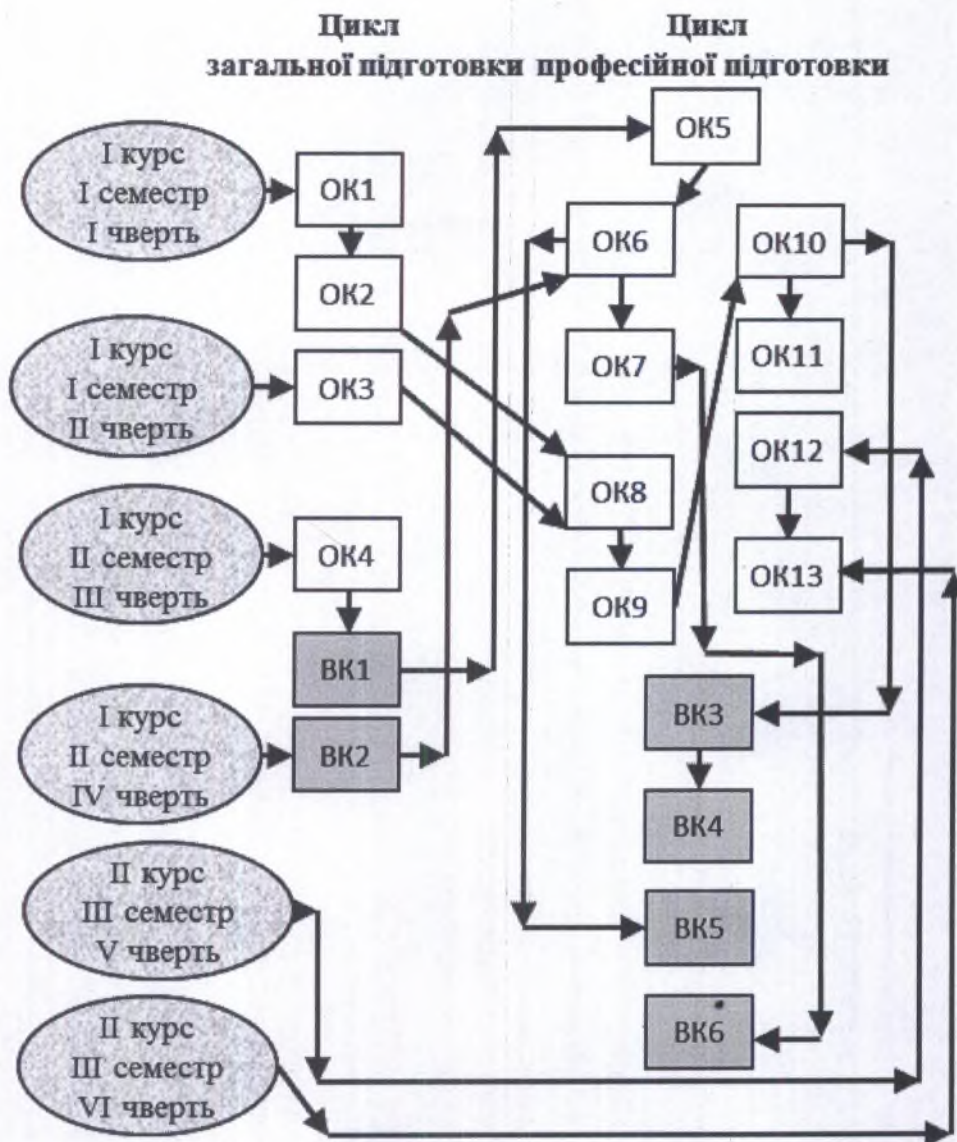 Цикл
загальної підготовки
Цикл
професійної підготовки
І курс
І семестр
І чверть
ОК1
ОК2
І курс
І семестр
ІІ чверть
ОК3
І курс
ІІ семестр
ІІІ чверть
ОК4
ВК1
І курс
ІІ семестр
IV чверть
ВК2
ІІ курс
ІІІ семестр
V чверть
ІІ курс
ІІІ семестр
VI чверть
ОК5
ОК6
ОК7
ОК8
ОК9
ОК10
ОК11
ОК12
ОК13
ВК3
ВК4
ВК5
ВК6